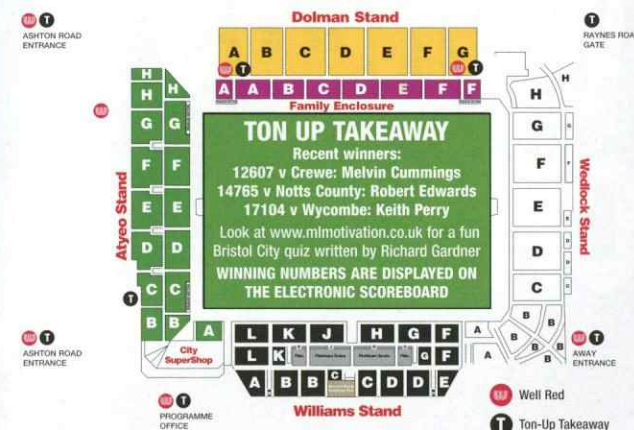 Dolman Stand
W T
ASHTON ROAD
ENTRANCE
T
RAYNES ROA
GATE
A B C D E F G
W T W T
A A B C D E F F
Family Enclosure
TON UP TAKEAWAY
Recent winners:
12607 v Crewe: Melvin Cummings
14765 v Notts County: Robert Edwards
17104 v Wycombe: Keith Perry
Look at www.mlmotivation.co.uk for a fun
Bristol City quiz written by Richard Gardner
WINNING NUMBERS ARE DISPLAYED ON
THE ELECTRONIC SCOREBOARD
Atyeo Stand
H H
H
G G
F F
E E
D D
C C
B B A
W
T
City
SuperShop
Wedlock Stand
H H
G
F
E
D
C
A B B
A B B B
B
L K J H G F
L K G F
A B B C C D D E
Williams Stand
W T
ASHTON ROAD
ENTRANCE
W T
PROGRAMME
OFFICE
W T
AWAY
ENTRANCE
W Well Red
T Ton-Up Takeaway